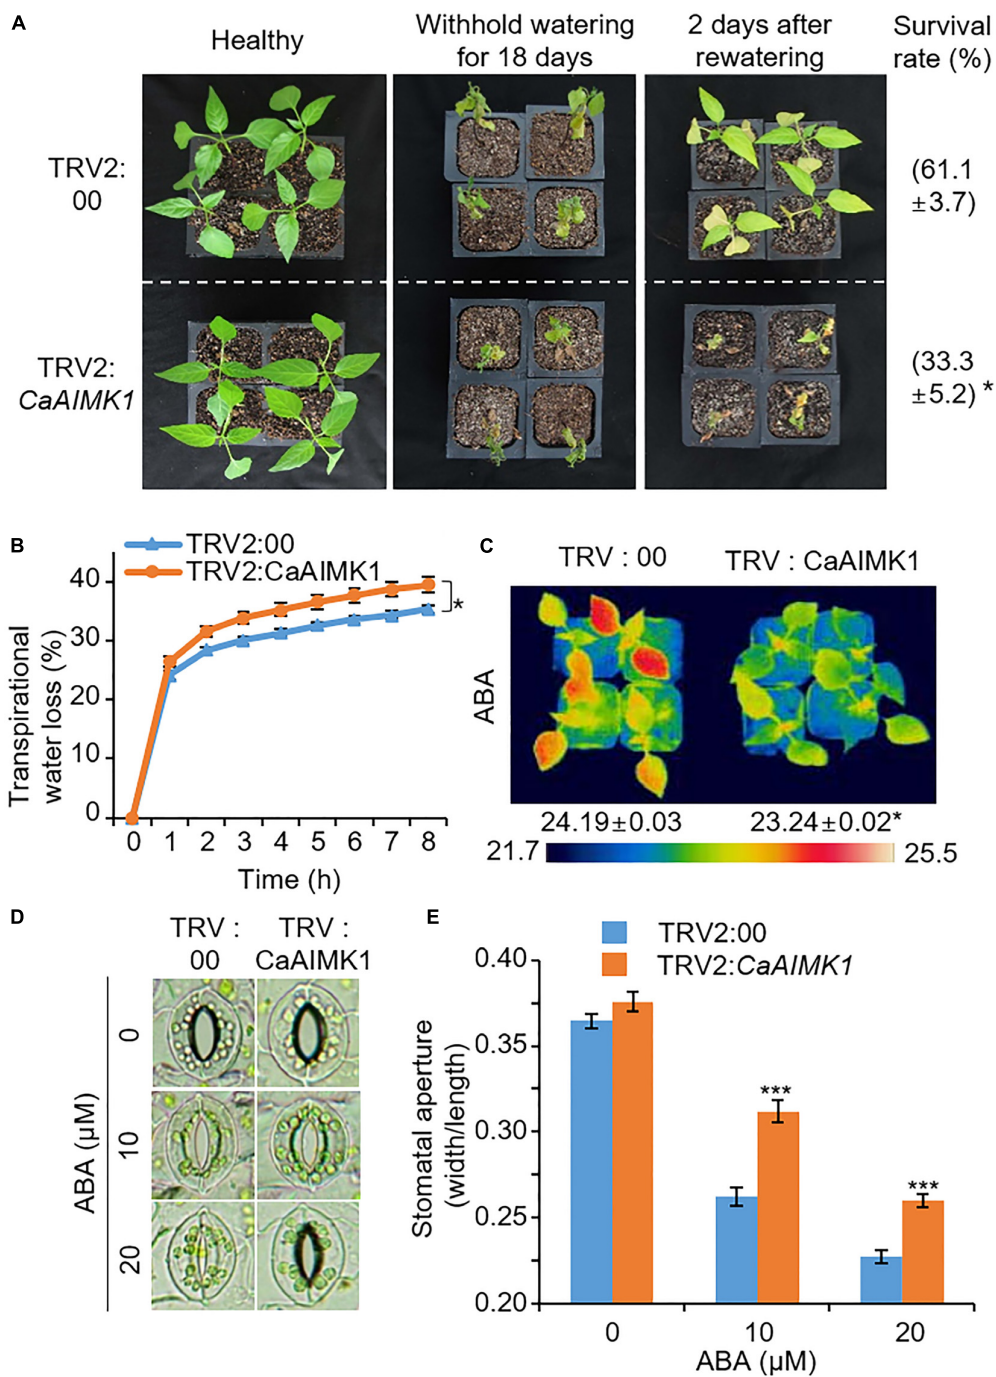 A
Healthy
Withhold watering
for 18 days
2 days after
rewatering
Survival
rate (%)
TRV2:
00
(61.1
±3.7)
TRV2:
CaAIMK1
(33.3
±5.2) *
B
TRV2:00
TRV2:CaAIMK1
40
30
20
10
0
*
Transpirational
water loss (%)
0 1 2 3 4 5 6 7 8
Time (h)
C
TRV : 00
TRV : CaAIMK1
ABA
24.19±0.03
23.24±0.02*
21.7
25.5
D
TRV :
00
TRV :
CaAIMK1
0
10
20
ABA (µM)
E
TRV2:00
TRV2:CaAIMK1
0.40
0.35
0.30
0.25
0.20
Stomatal aperture
(width/length)
***
***
0 10 20
ABA (µM)